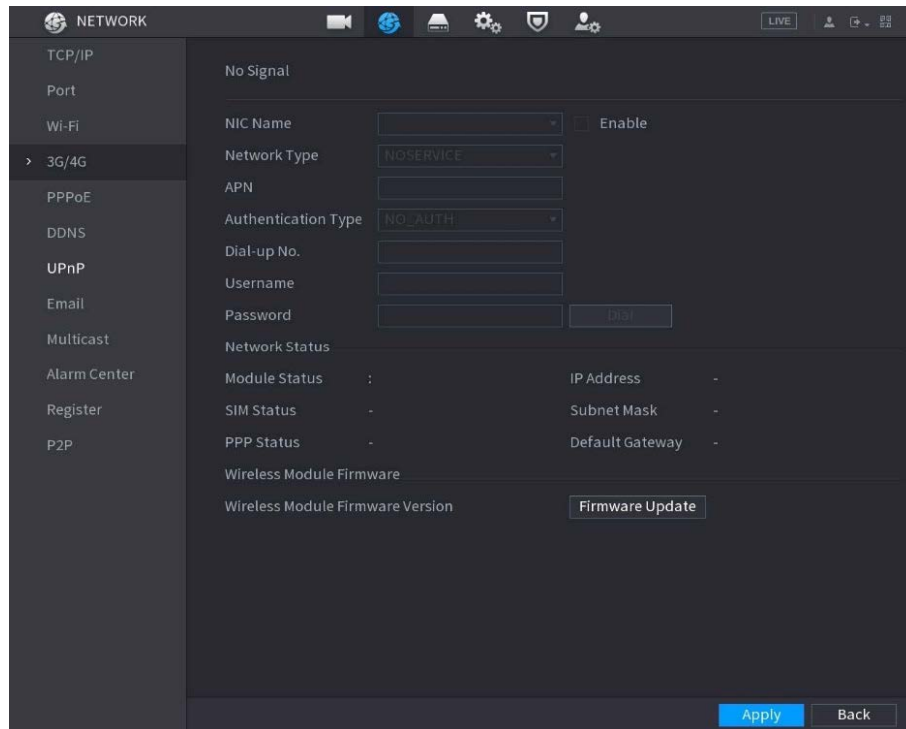 NETWORK
LIVE
TCP/IP
Port
Wi-Fi
> 3G/4G
PPPoE
DDNS
UPnP
Email
Multicast
Alarm Center
Register
P2P
No Signal
NIC Name Enable
Network Type NOSERVICE
APN
Authentication Type NO_AUTH
Dial-up No.
Username
Password Dial
Network Status
Module Status : IP Address -
SIM Status - Subnet Mask -
PPP Status - Default Gateway -
Wireless Module Firmware
Wireless Module Firmware Version Firmware Update
Apply Back